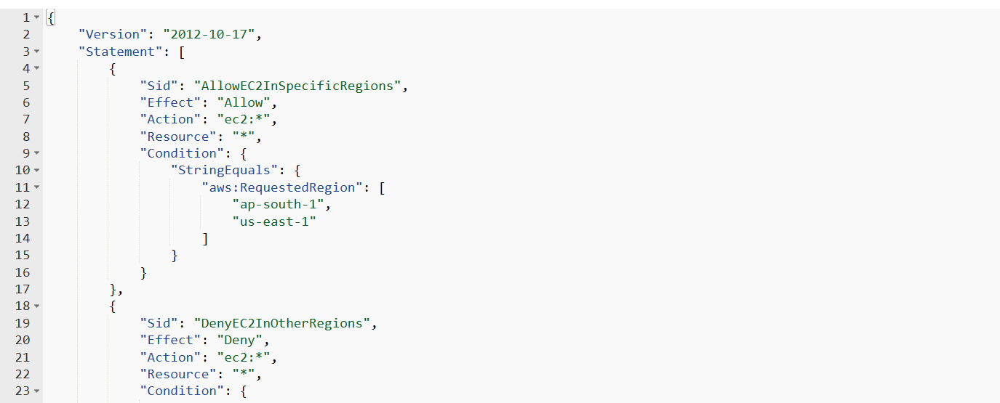 1 {
2     "Version": "2012-10-17",
3     "Statement": [
4         {
5             "Sid": "AllowEC2InSpecificRegions",
6             "Effect": "Allow",
7             "Action": "ec2:*",
8             "Resource": "*",
9             "Condition": {
10                 "StringEquals": {
11                     "aws:RequestedRegion": [
12                         "ap-south-1",
13                         "us-east-1"
14                     ]
15                 }
16             }
17         },
18         {
19             "Sid": "DenyEC2InOtherRegions",
20             "Effect": "Deny",
21             "Action": "ec2:*",
22             "Resource": "*",
23             "Condition": {